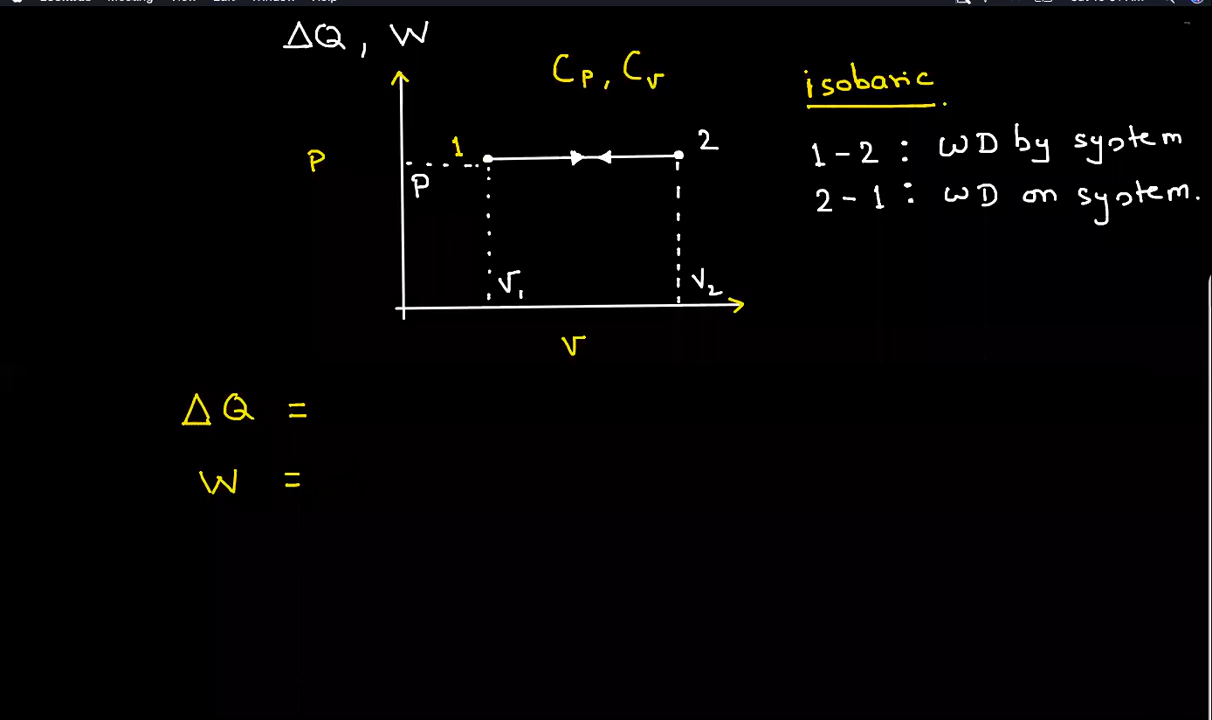 ΔQ, W
Cp, Cv
isobaric
1
2
1-2 : WD by system
P
P
2-1 : WD on system.
V₁
V₂
V
ΔQ =
W =